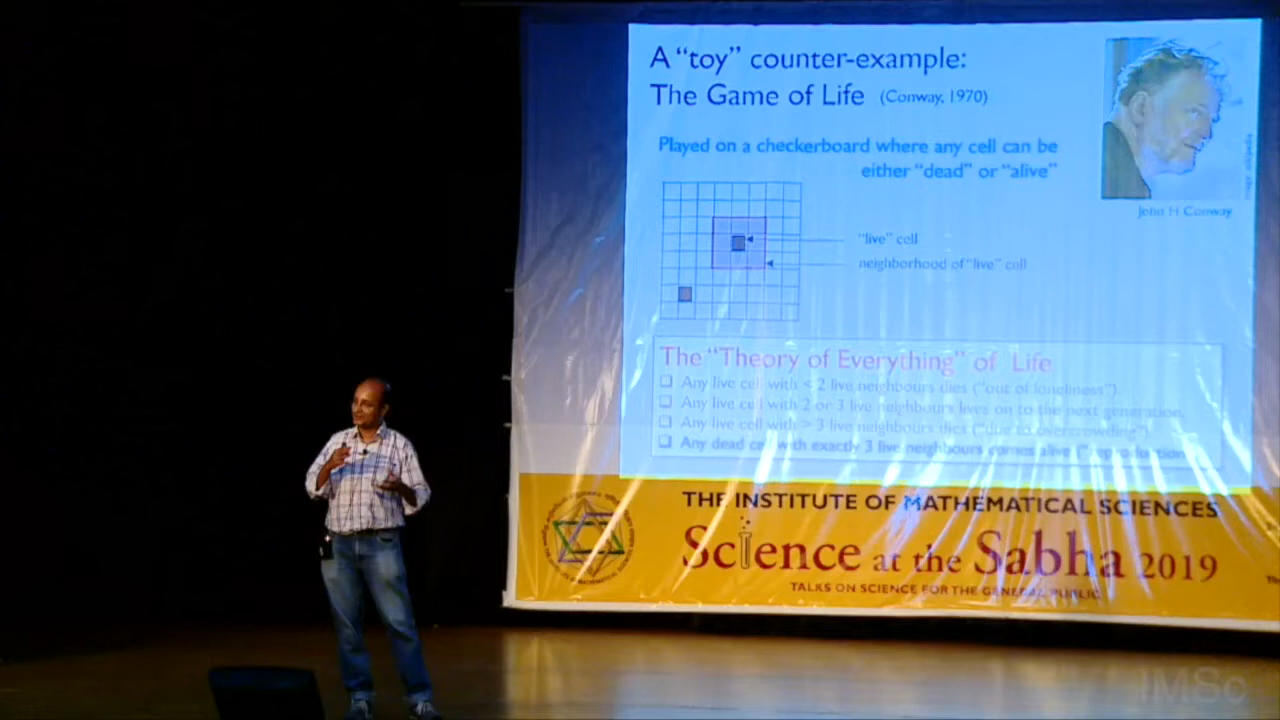 A “toy” counter-example:
The Game of Life (Conway, 1970)
Played on a checkerboard where any cell can be
either “dead” or “alive”
John H Conway
“live” cell
neighborhood of “live” cell
The “Theory of Everything” of Life
❑ Any live cell with < 2 live neighbours dies (“out of loneliness”).
❑ Any live cell with 2 or 3 live neighbours lives on to the next generation.
❑ Any live cell with > 3 live neighbours dies (“due to overcrowding”).
❑ Any dead cell with exactly 3 live neighbours comes alive (“reproduction
THE INSTITUTE OF MATHEMATICAL SCIENCES
Science at the Sabha 2019
TALKS ON SCIENCE FOR THE GENERAL PUBLIC
IMSc